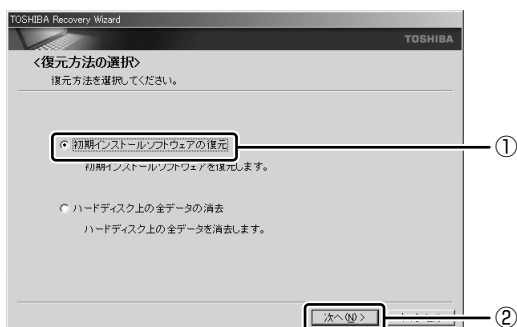 TOSHIBA Recovery Wizard
TOSHIBA
<復元方法の選択>
復元方法を選択してください。
初期インストールソフトウェアの復元
①
初期インストールソフトウェアを復元します。
ハードディスク上の全データの消去
ハードディスク上の全データを消去します。
次へ(N) >
②